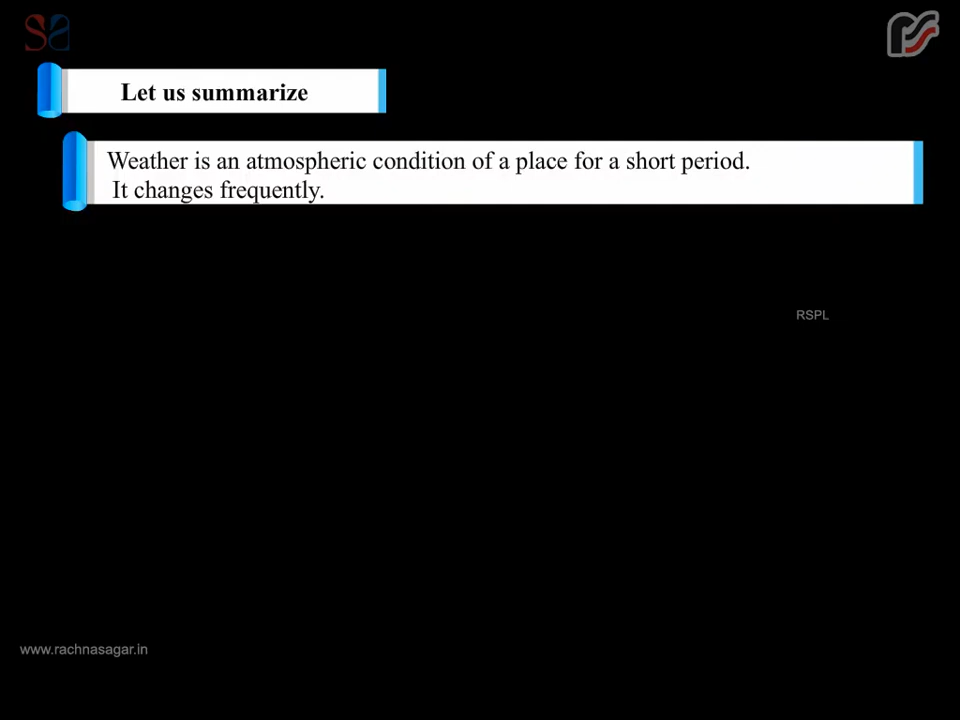 Let us summarize
Weather is an atmospheric condition of a place for a short period.
It changes frequently.
RSPL
www.rachnasagar.in